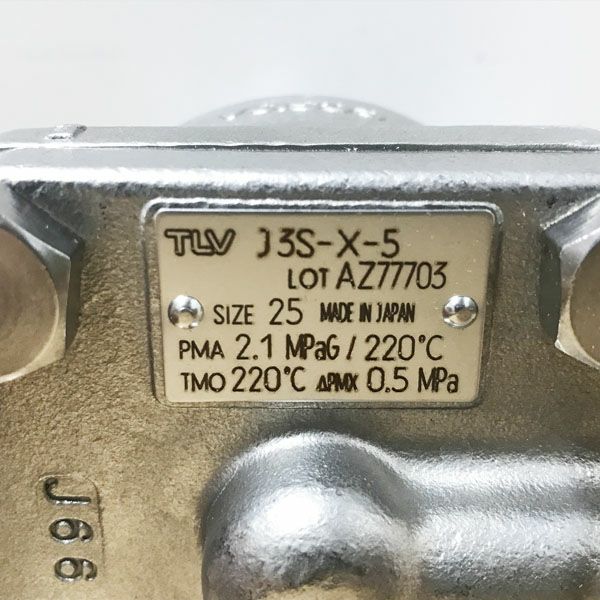 TLV J3S-X-5
LOT AZ77703
SIZE 25 MADE IN JAPAN
PMA 2.1 MPaG / 220°C
TMO 220°C ΔPMX 0.5 MPa
J66